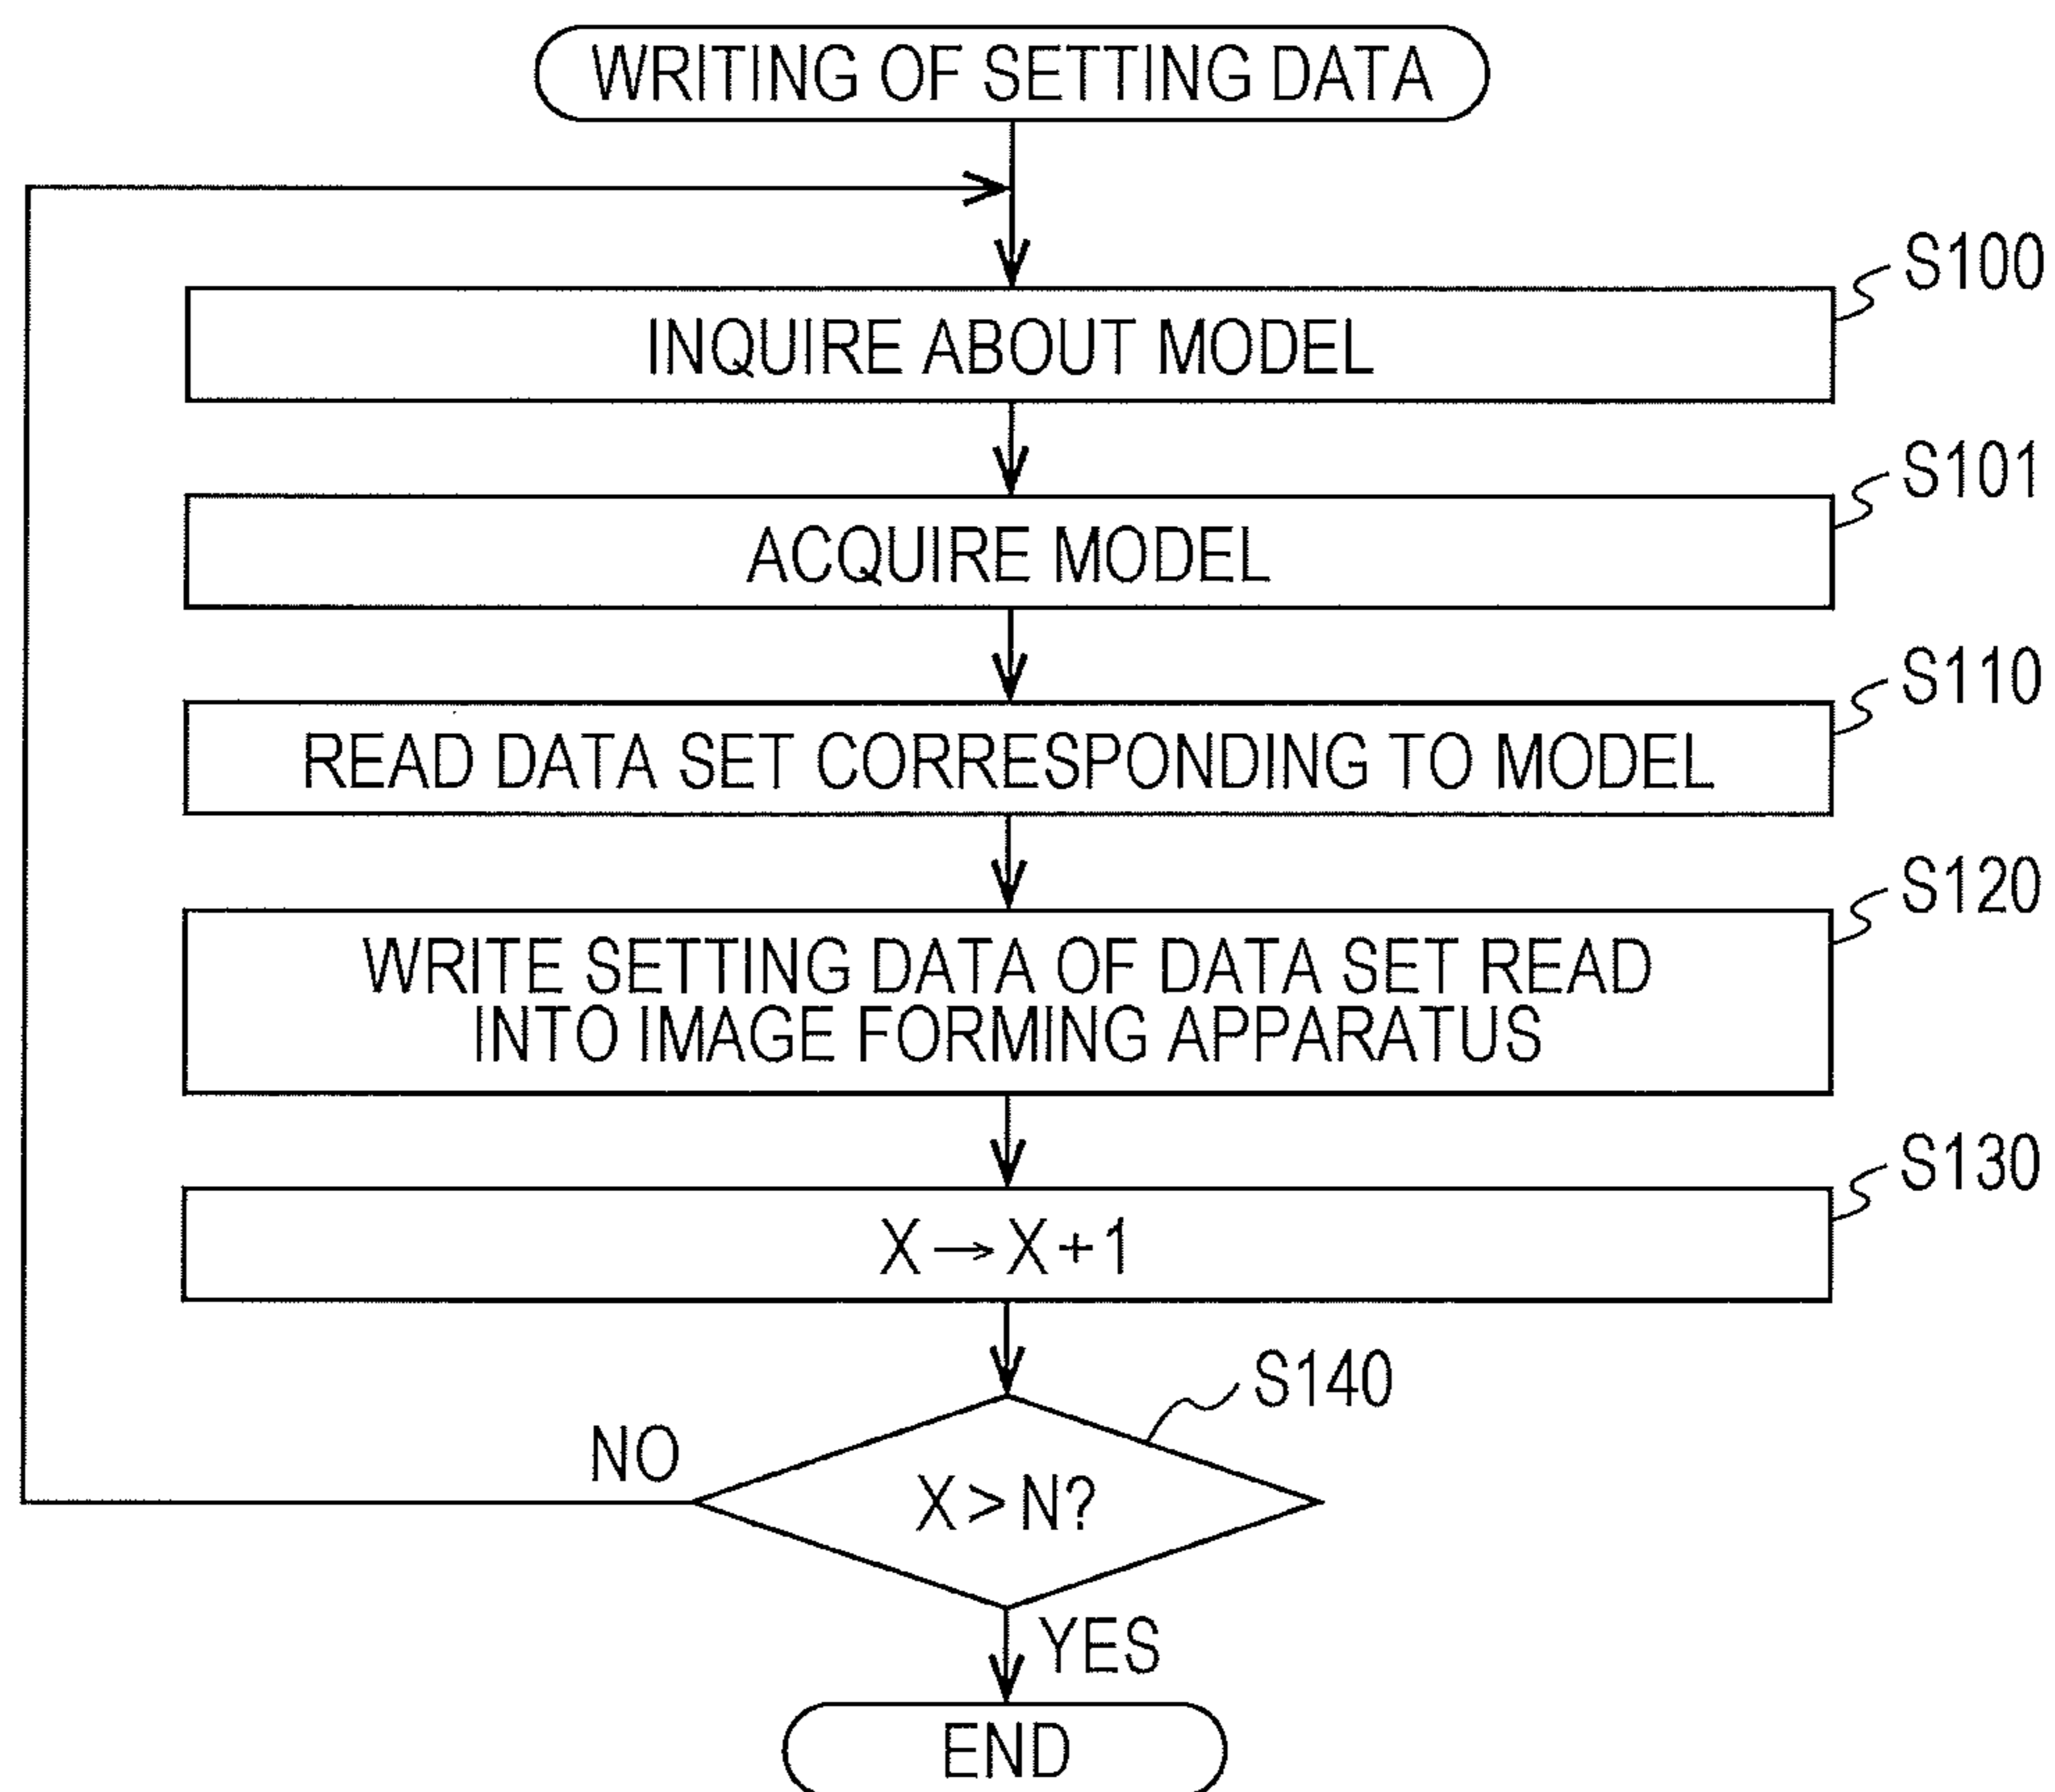 WRITING OF SETTING DATA
S100
INQUIRE ABOUT MODEL
S101
ACQUIRE MODEL
S110
READ DATA SET CORRESPONDING TO MODEL
S120
WRITE SETTING DATA OF DATA SET READ
INTO IMAGE FORMING APPARATUS
S130
X→X+1
S140
NO
X>N?
YES
END